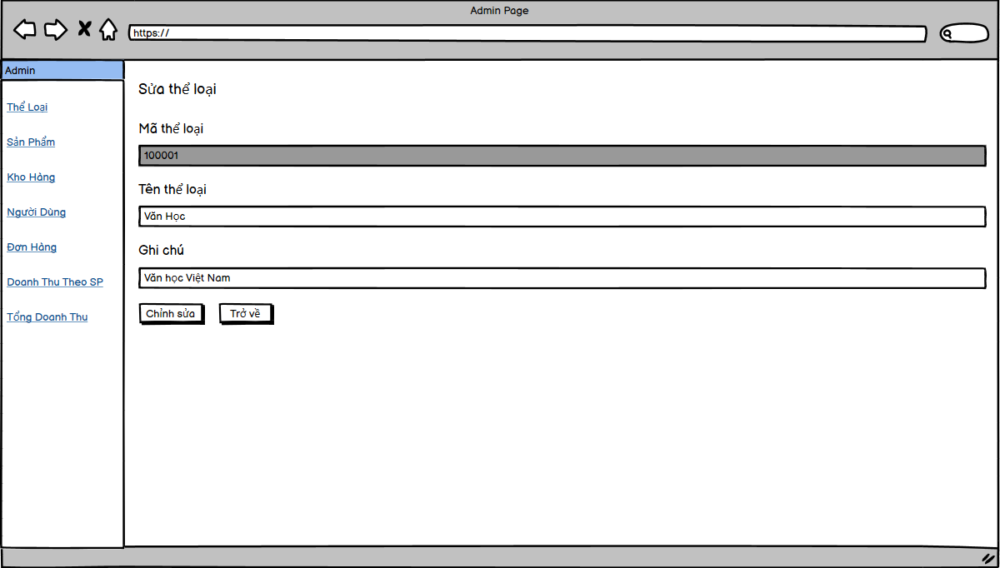 Admin Page
https://
Admin
Thể Loại
Sản Phẩm
Kho Hàng
Người Dùng
Đơn Hàng
Doanh Thu Theo SP
Tổng Doanh Thu
Sửa thể loại
Mã thể loại
100001
Tên thể loại
Văn Học
Ghi chú
Văn học Việt Nam
Chỉnh sửa
Trở về